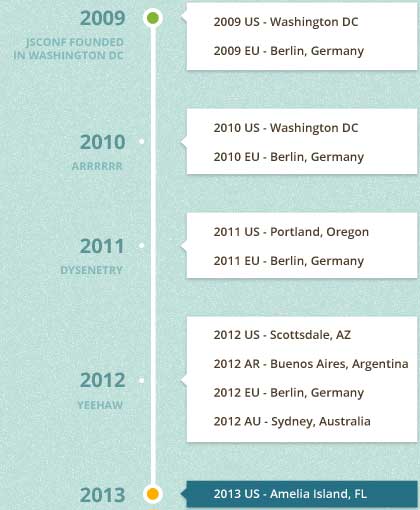 2009
JSCONF FOUNDED
IN WASHINGTON DC
2009 US - Washington DC
2009 EU - Berlin, Germany
2010
ARRRRRR
2010 US - Washington DC
2010 EU - Berlin, Germany
2011
DYSENETRY
2011 US - Portland, Oregon
2011 EU - Berlin, Germany
2012
YEEHAW
2012 US - Scottsdale, AZ
2012 AR - Buenos Aires, Argentina
2012 EU - Berlin, Germany
2012 AU - Sydney, Australia
2013
2013 US - Amelia Island, FL